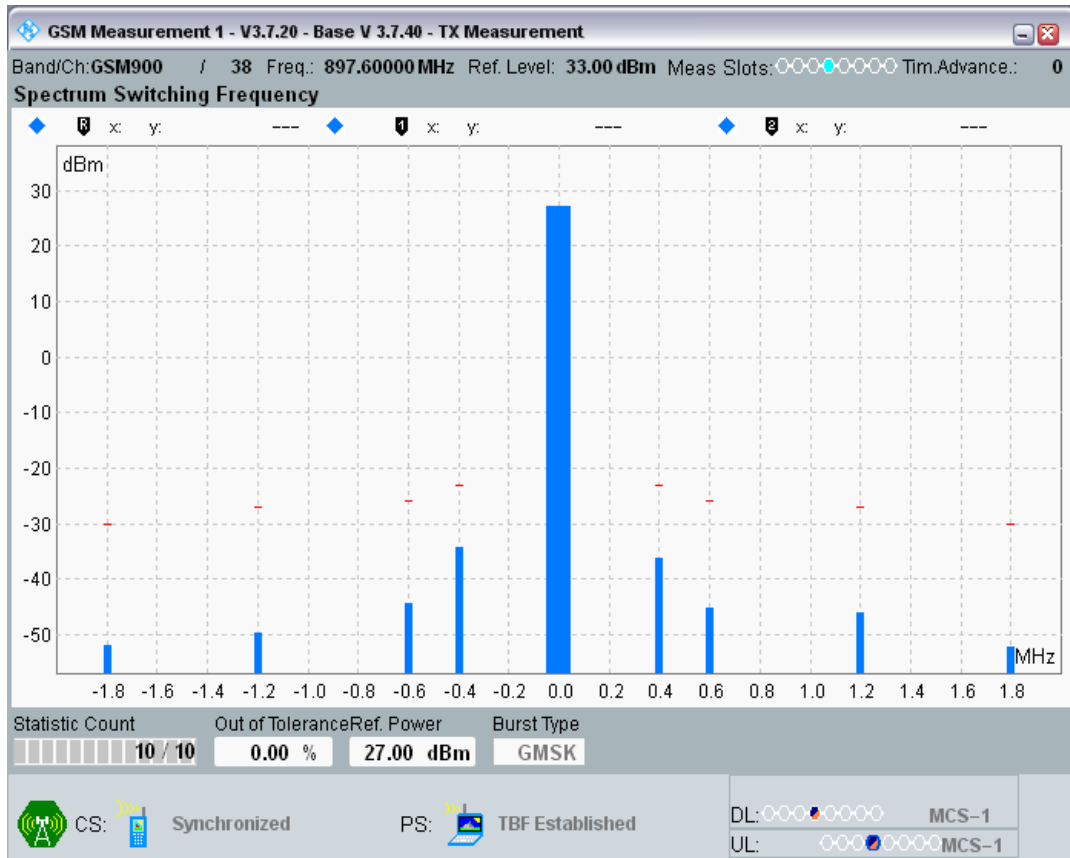 GSM Measurement 1 - V3.7.20 - Base V 3.7.40 - TX Measurement
Band/Ch:GSM900 / 38 Freq.: 897.60000 MHz Ref. Level: 33.00 dBm Meas Slots: Tim.Advance.: 0
Spectrum Switching Frequency
R x: y: --- 1 x: y: --- 2 x: y: ---
dBm
30
20
10
0
-10
-20
-30
-40
-50
MHz
-1.8 -1.6 -1.4 -1.2 -1.0 -0.8 -0.6 -0.4 -0.2 0.0 0.2 0.4 0.6 0.8 1.0 1.2 1.4 1.6 1.8
Statistic Count Out of Tolerance Ref. Power Burst Type
10 / 10 0.00 % 27.00 dBm GMSK
CS: Synchronized PS: TBF Established
DL: MCS-1
UL: MCS-1